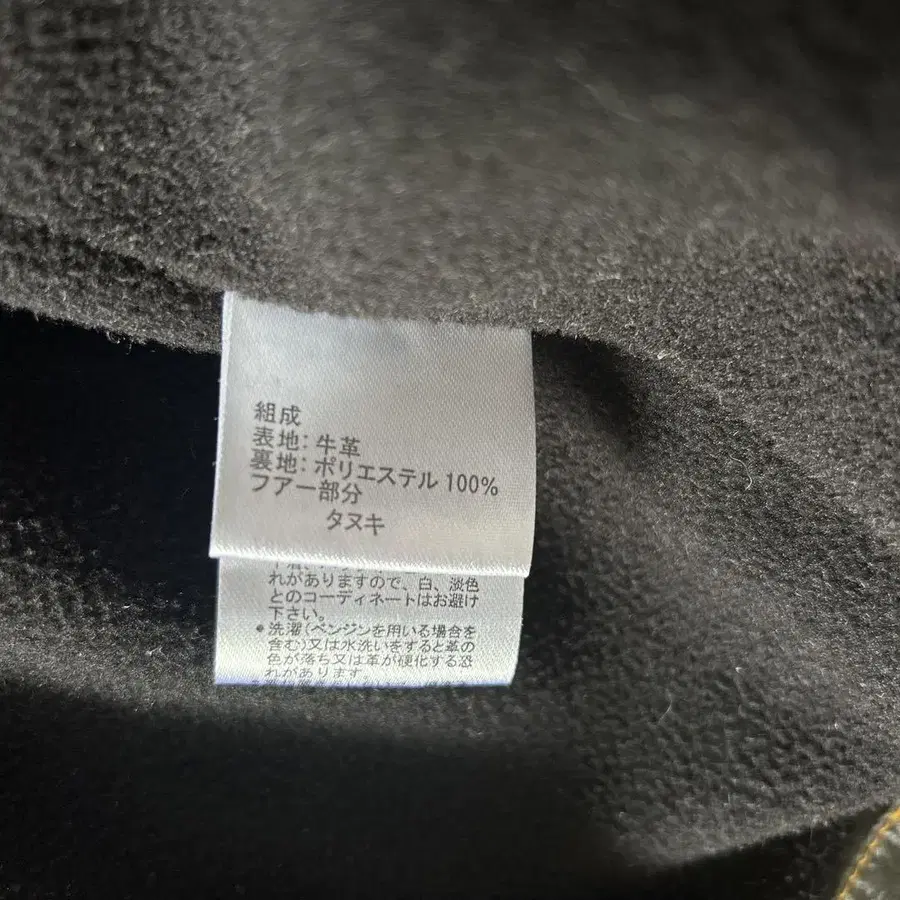 組成
表地：牛革
裏地：ポリエステル 100%
フアー部分
タヌキ
れがありますので、白、淡色
とのコーディネートはお避け
下さい。
●洗濯(ベンジンを用いる場合を
含む)又は水洗いをすると革の
色が落ち又は革が硬化する恐
れがあります。